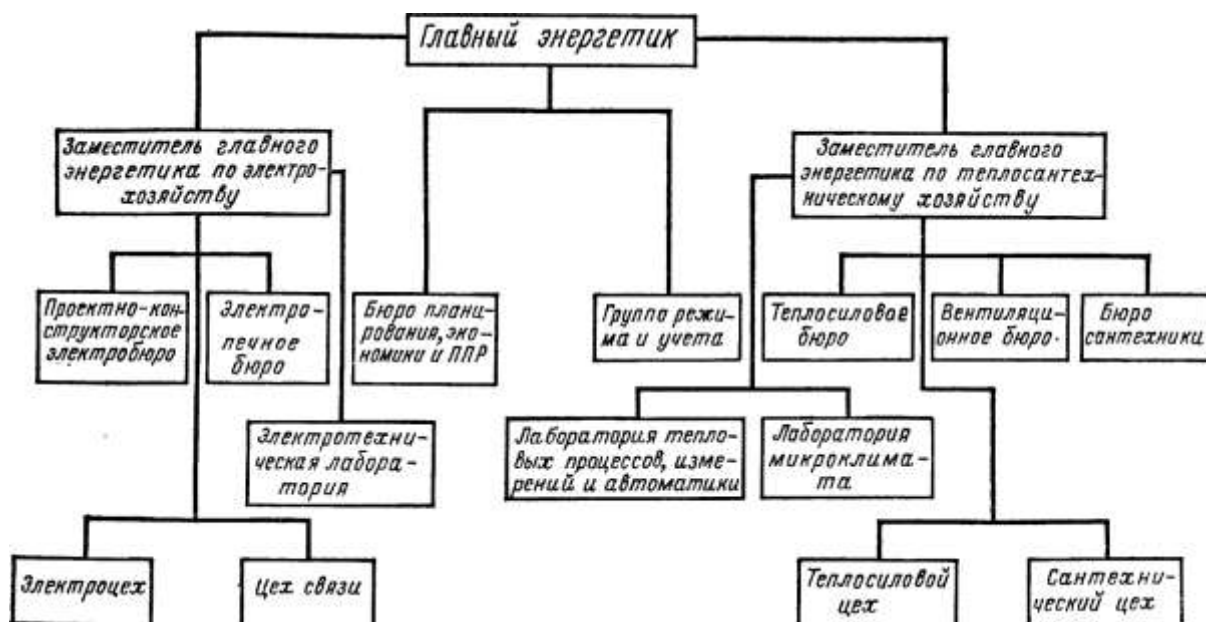 Главный энергетик
Заместитель главного
энергетика по электро-
хозяйству
Заместитель главного
энергетика по теплосантех-
ническому хозяйству
Проектно-кон-
структорское
электробюро
Электро-
печное
бюро
Бюро плани-
рования, эко-
номики и ППР
Группа режи-
ма и учета
Теплосиловое
бюро
Вентиляци-
онное бюро.
Бюро
сантехники
Электротехни-
ческая лабора-
тория
Лаборатория тепло-
вых процессов, изме-
рений и автоматики
Лаборатория
микроклима-
та
Электроцех
Цех связи
Теплосиловой
цех
Сантехни-
ческий цех